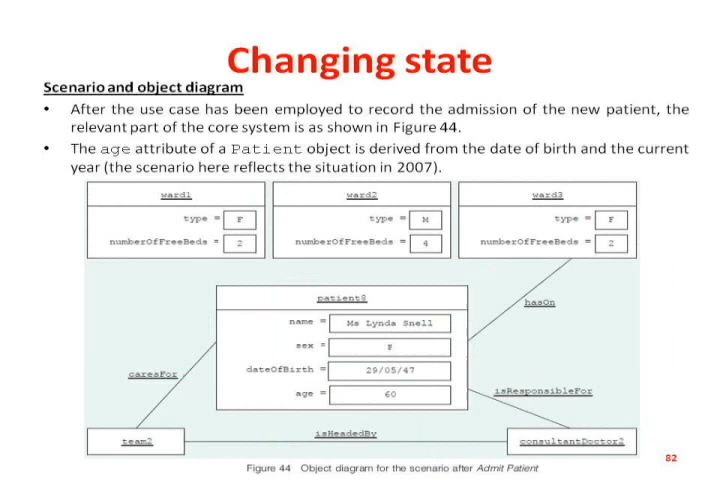 Changing state
Scenario and object diagram
• After the use case has been employed to record the admission of the new patient, the
relevant part of the core system is as shown in Figure 44.
• The age attribute of a Patient object is derived from the date of birth and the current
year (the scenario here reflects the situation in 2007).
ward1
type = F
numberOfFreeBeds = 2
ward2
type = M
numberOfFreeBeds = 4
ward3
type = F
numberOfFreeBeds = 2
patient8
name = Ms Lynda Snell
sex = F
dateOfBirth = 29/05/47
age = 60
hasOn
caresFor
isResponsibleFor
team2
isHeadedBy
consultantDoctor2
82
Figure 44 Object diagram for the scenario after Admit Patient